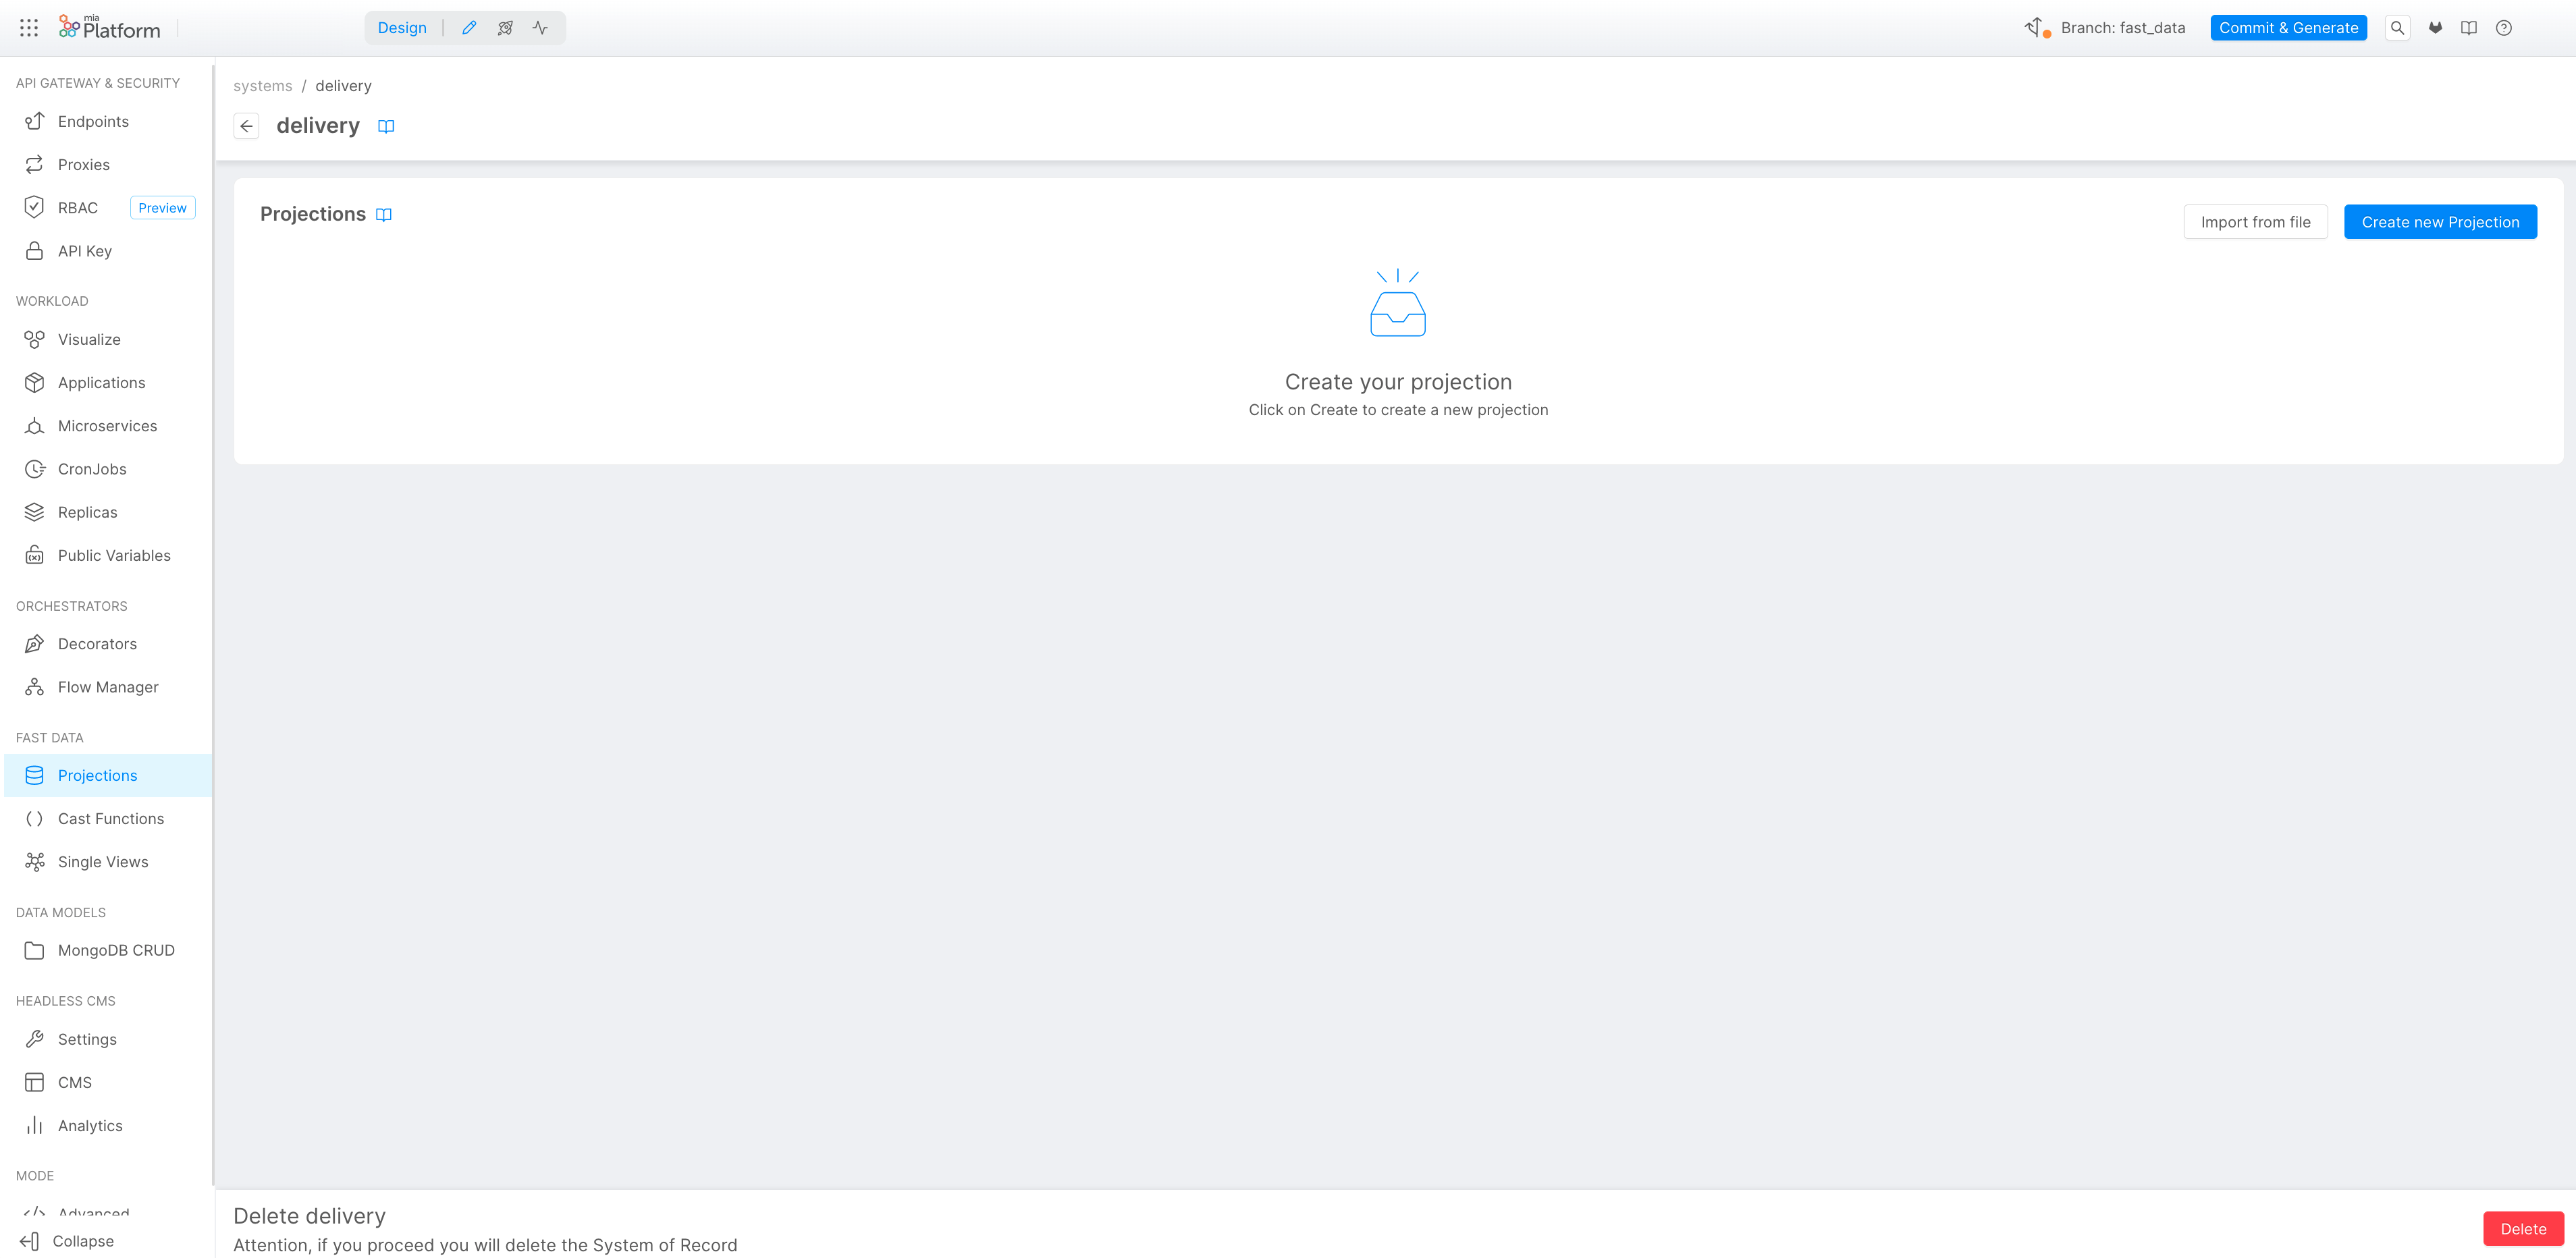 mia
Platform
Design
Branch: fast_data
Commit & Generate
API GATEWAY & SECURITY
Endpoints
Proxies
RBAC
Preview
API Key
WORKLOAD
Visualize
Applications
Microservices
CronJobs
Replicas
Public Variables
ORCHESTRATORS
Decorators
Flow Manager
FAST DATA
Projections
Cast Functions
Single Views
DATA MODELS
MongoDB CRUD
HEADLESS CMS
Settings
CMS
Analytics
MODE
Advanced
Collapse
systems / delivery
delivery
Projections
Import from file
Create new Projection
Create your projection
Click on Create to create a new projection
Delete delivery
Attention, if you proceed you will delete the System of Record
Delete